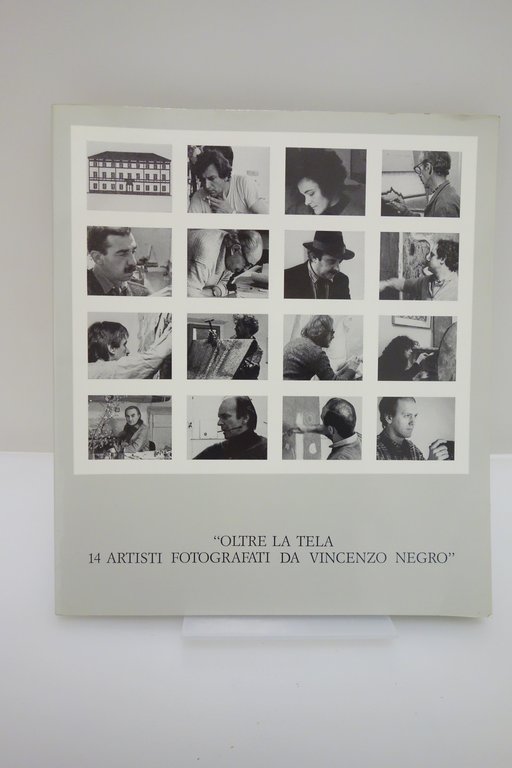 “OLTRE LA TELA
14 ARTISTI FOTOGRAFATI DA VINCENZO NEGRO”